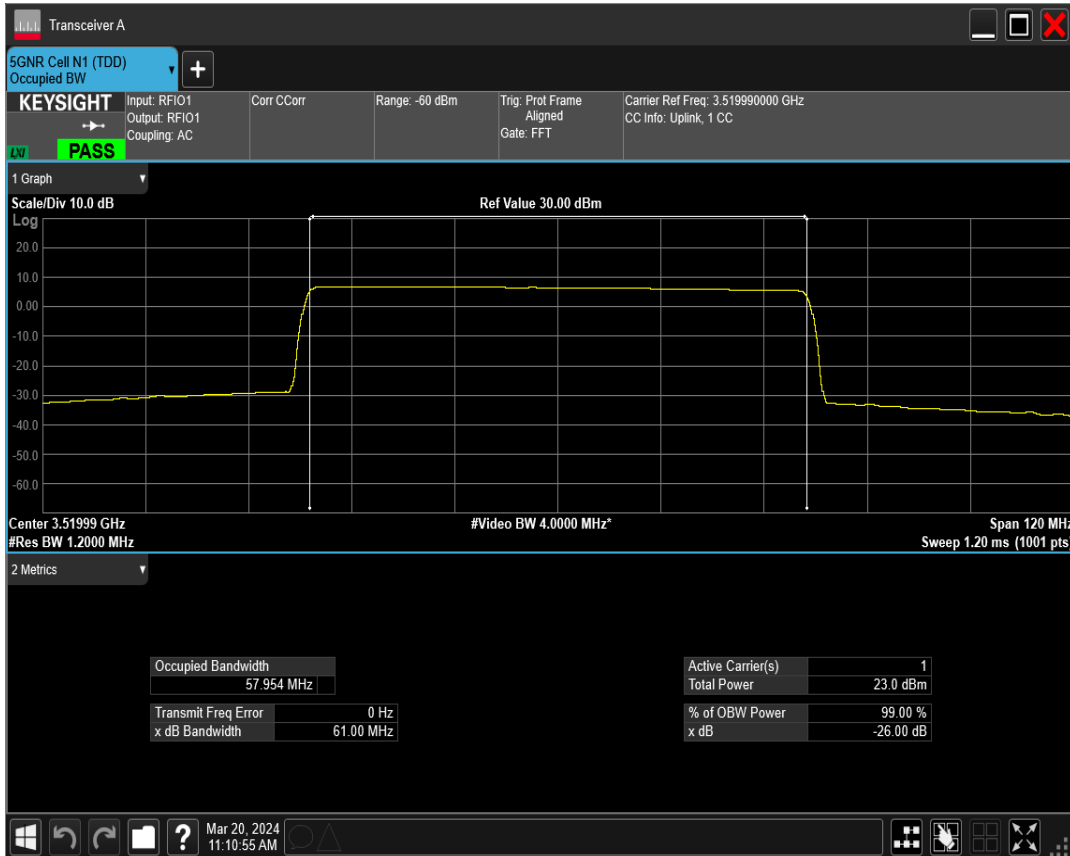 Transceiver A
5GNR Cell N1 (TDD)
Occupied BW
+
KEYSIGHT
LXI
PASS
Input: RFIO1
Output: RFIO1
Coupling: AC
Corr CCorr
Range: -60 dBm
Trig: Prot Frame
Aligned
Gate: FFT
Carrier Ref Freq: 3.519990000 GHz
CC Info: Uplink, 1 CC
1 Graph
Scale/Div 10.0 dB
Ref Value 30.00 dBm
Log
20.0
10.0
0.00
-10.0
-20.0
-30.0
-40.0
-50.0
-60.0
Center 3.51999 GHz
#Video BW 4.0000 MHz*
Span 120 MHz
#Res BW 1.2000 MHz
Sweep 1.20 ms (1001 pts)
2 Metrics
Occupied Bandwidth
57.954 MHz
Transmit Freq Error 0 Hz
x dB Bandwidth 61.00 MHz
Active Carrier(s) 1
Total Power 23.0 dBm
% of OBW Power 99.00 %
x dB -26.00 dB
?
Mar 20, 2024
11:10:55 AM